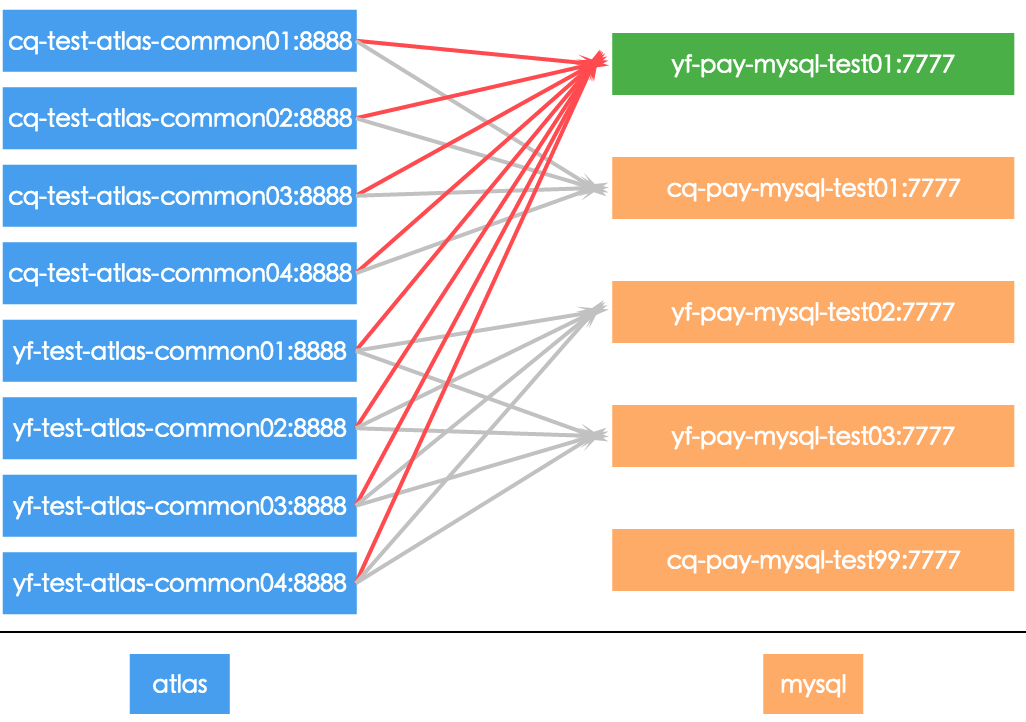 cq-test-atlas-common01:8888
cq-test-atlas-common02:8888
cq-test-atlas-common03:8888
cq-test-atlas-common04:8888
yf-test-atlas-common01:8888
yf-test-atlas-common02:8888
yf-test-atlas-common03:8888
yf-test-atlas-common04:8888
yf-pay-mysql-test01:7777
cq-pay-mysql-test01:7777
yf-pay-mysql-test02:7777
yf-pay-mysql-test03:7777
cq-pay-mysql-test99:7777
atlas
mysql